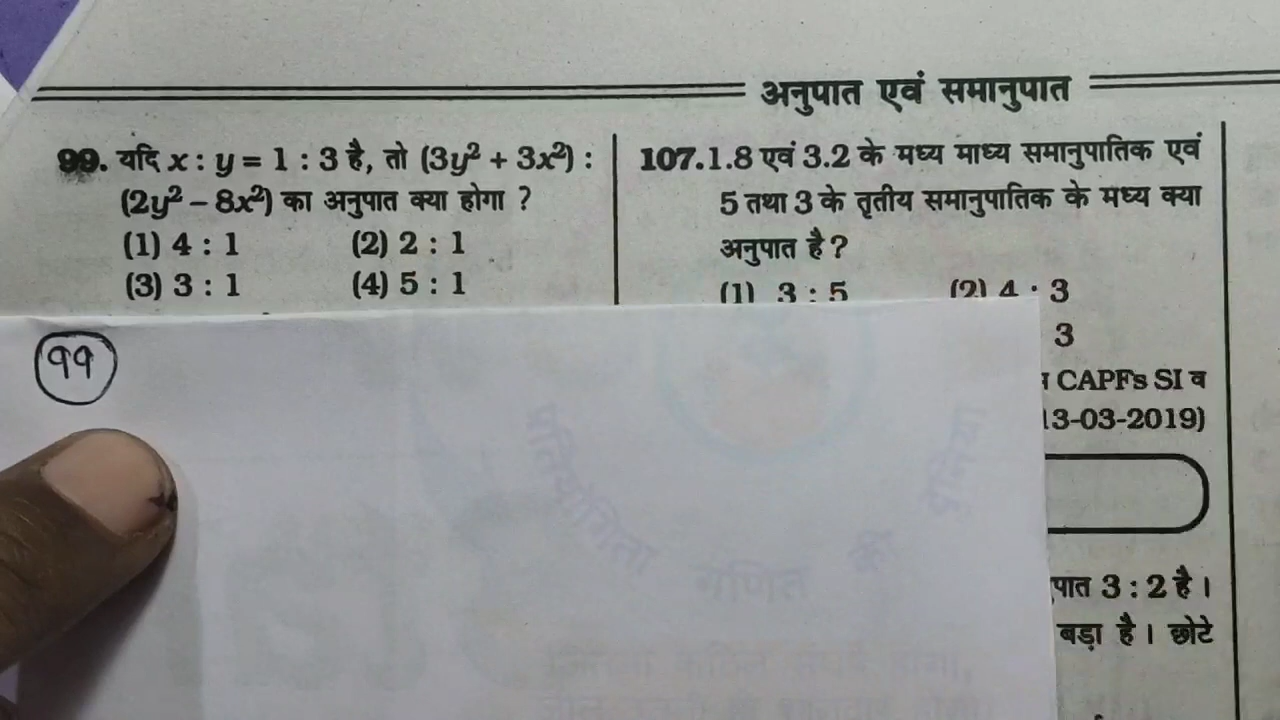 अनुपात एवं समानुपात
99. यदि x : y = 1 : 3 है, तो (3y² + 3x²) :
(2y² – 8x²) का अनुपात क्या होगा ?
(1) 4 : 1 (2) 2 : 1
(3) 3 : 1 (4) 5 : 1
99
107. 1.8 एवं 3.2 के मध्य माध्य समानुपातिक एवं
5 तथा 3 के तृतीय समानुपातिक के मध्य क्या
अनुपात है ?
(1) 3 : 5 (2) 4 : 3
3
CAPFs SI व
13-03-2019)
पात 3 : 2 है ।
बड़ा है । छोटे
प्रतियोगिता गणित के